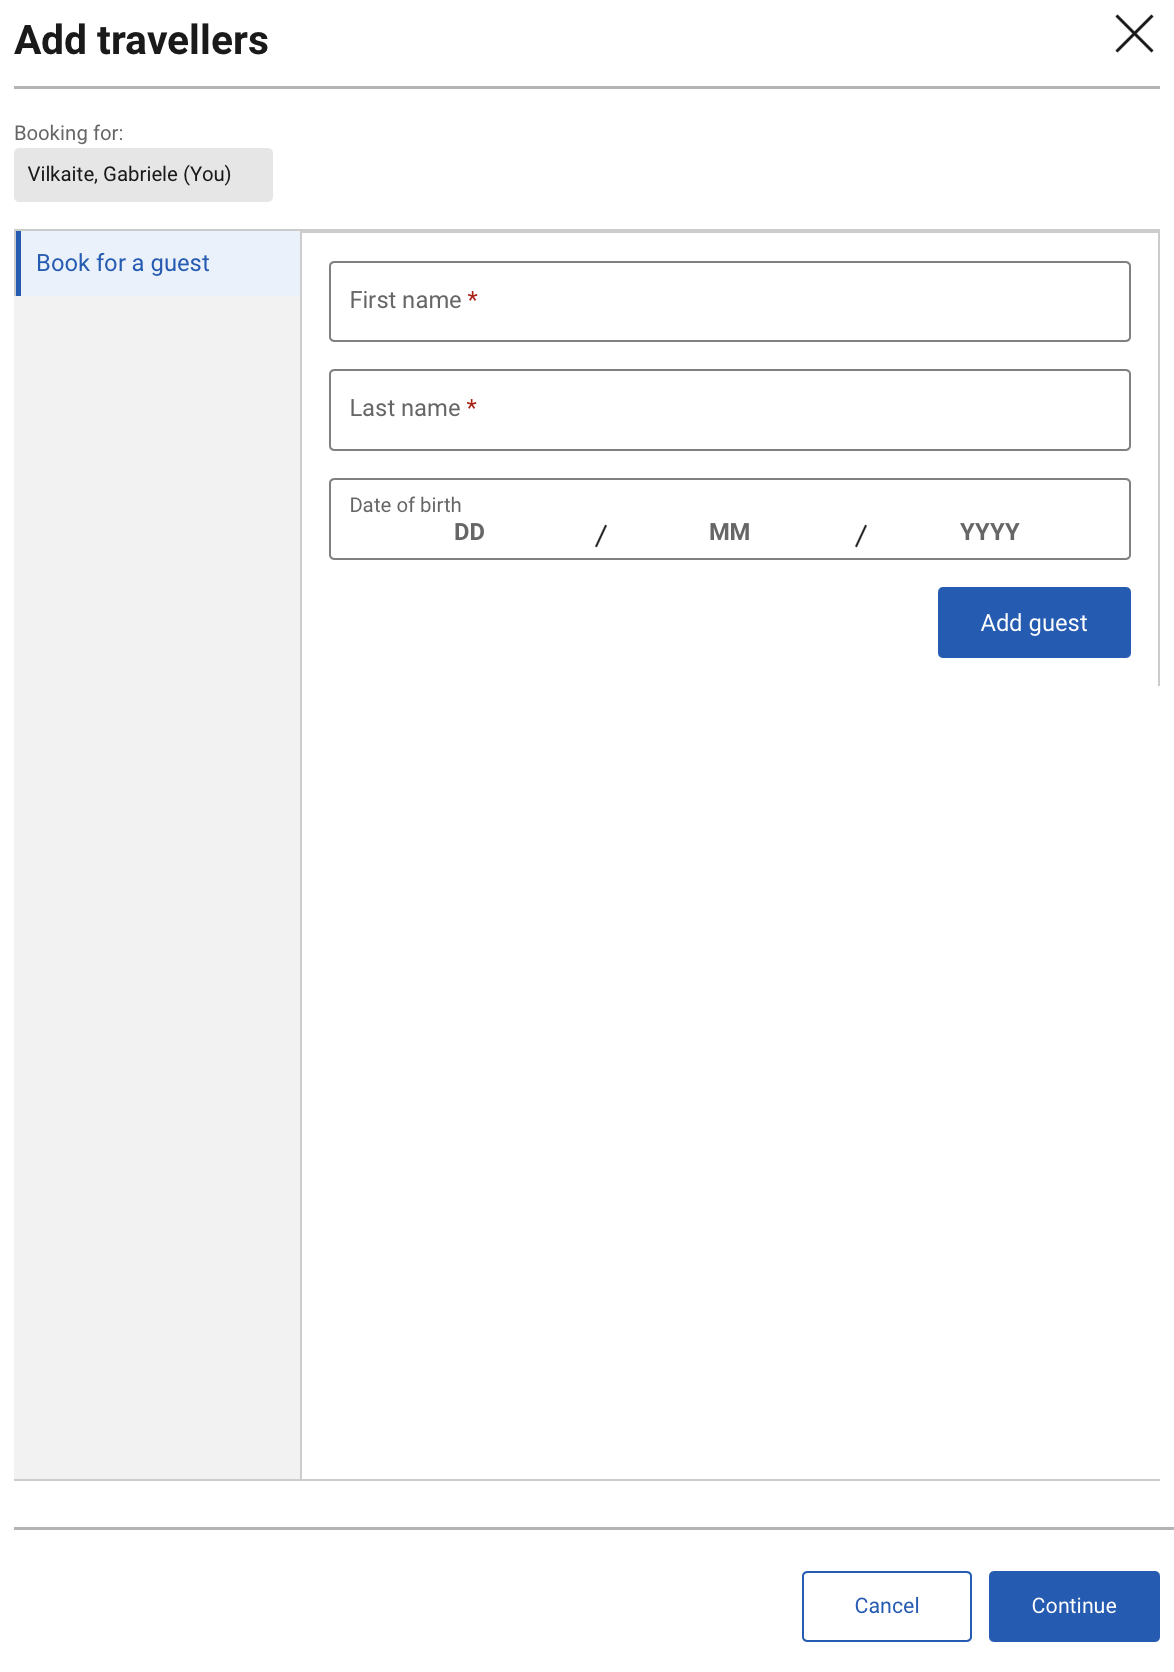 Add travellers
Booking for:
Vilkaite, Gabriele (You)
Book for a guest
First name *
Last name *
Date of birth
DD / MM / YYYY
Add guest
Cancel
Continue